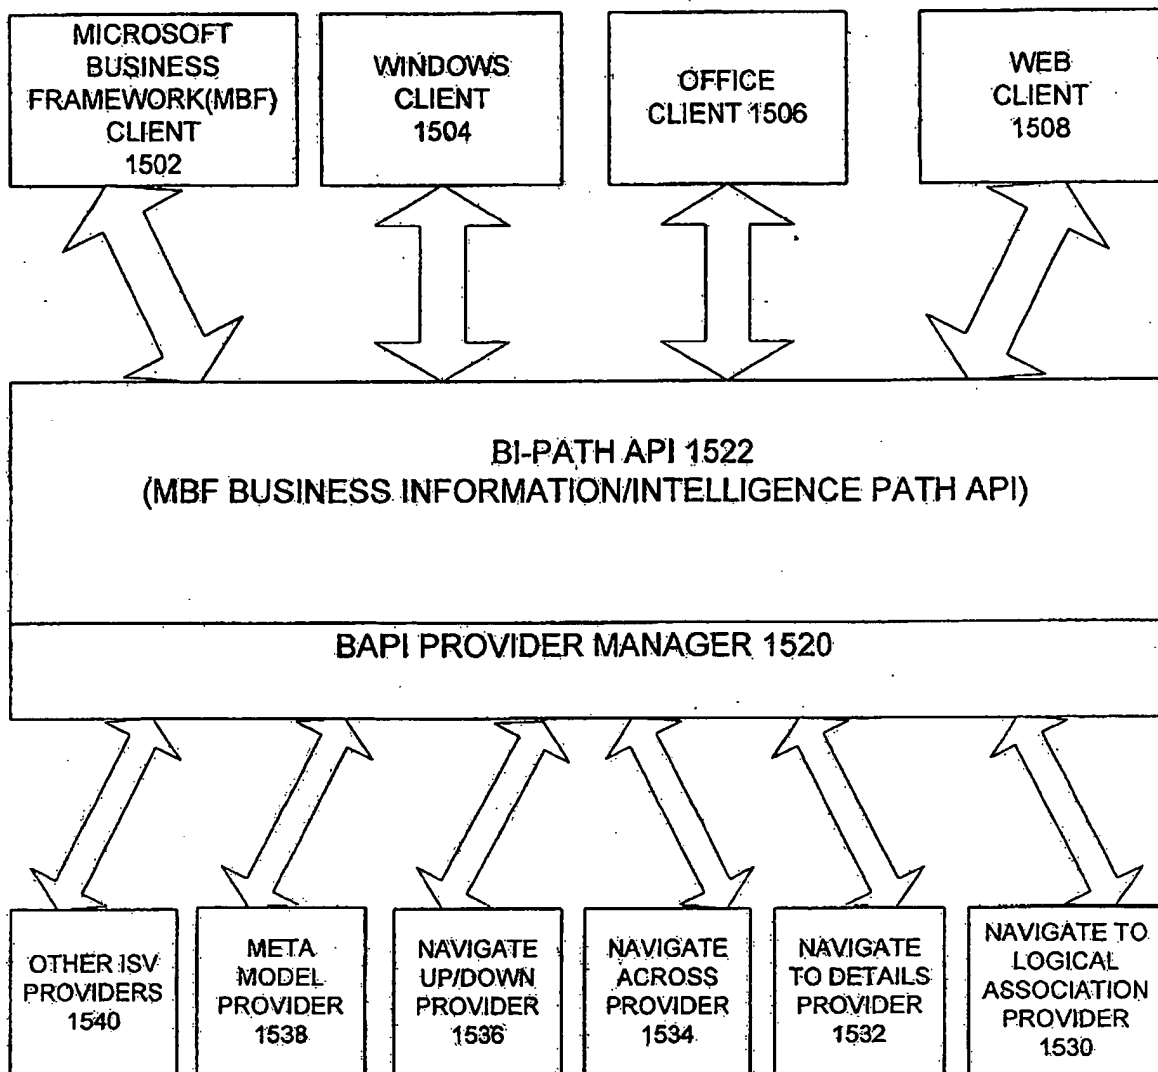 MICROSOFT
BUSINESS
FRAMEWORK(MBF)
CLIENT
1502
WINDOWS
CLIENT
1504
OFFICE
CLIENT 1506
WEB
CLIENT
1508
BI-PATH API 1522
(MBF BUSINESS INFORMATION/INTELLIGENCE PATH API)
BAPI PROVIDER MANAGER 1520
OTHER ISV
PROVIDERS
1540
META
MODEL
PROVIDER
1538
NAVIGATE
UP/DOWN
PROVIDER
1536
NAVIGATE
ACROSS
PROVIDER
1534
NAVIGATE
TO DETAILS
PROVIDER
1532
NAVIGATE TO
LOGICAL
ASSOCIATION
PROVIDER
1530